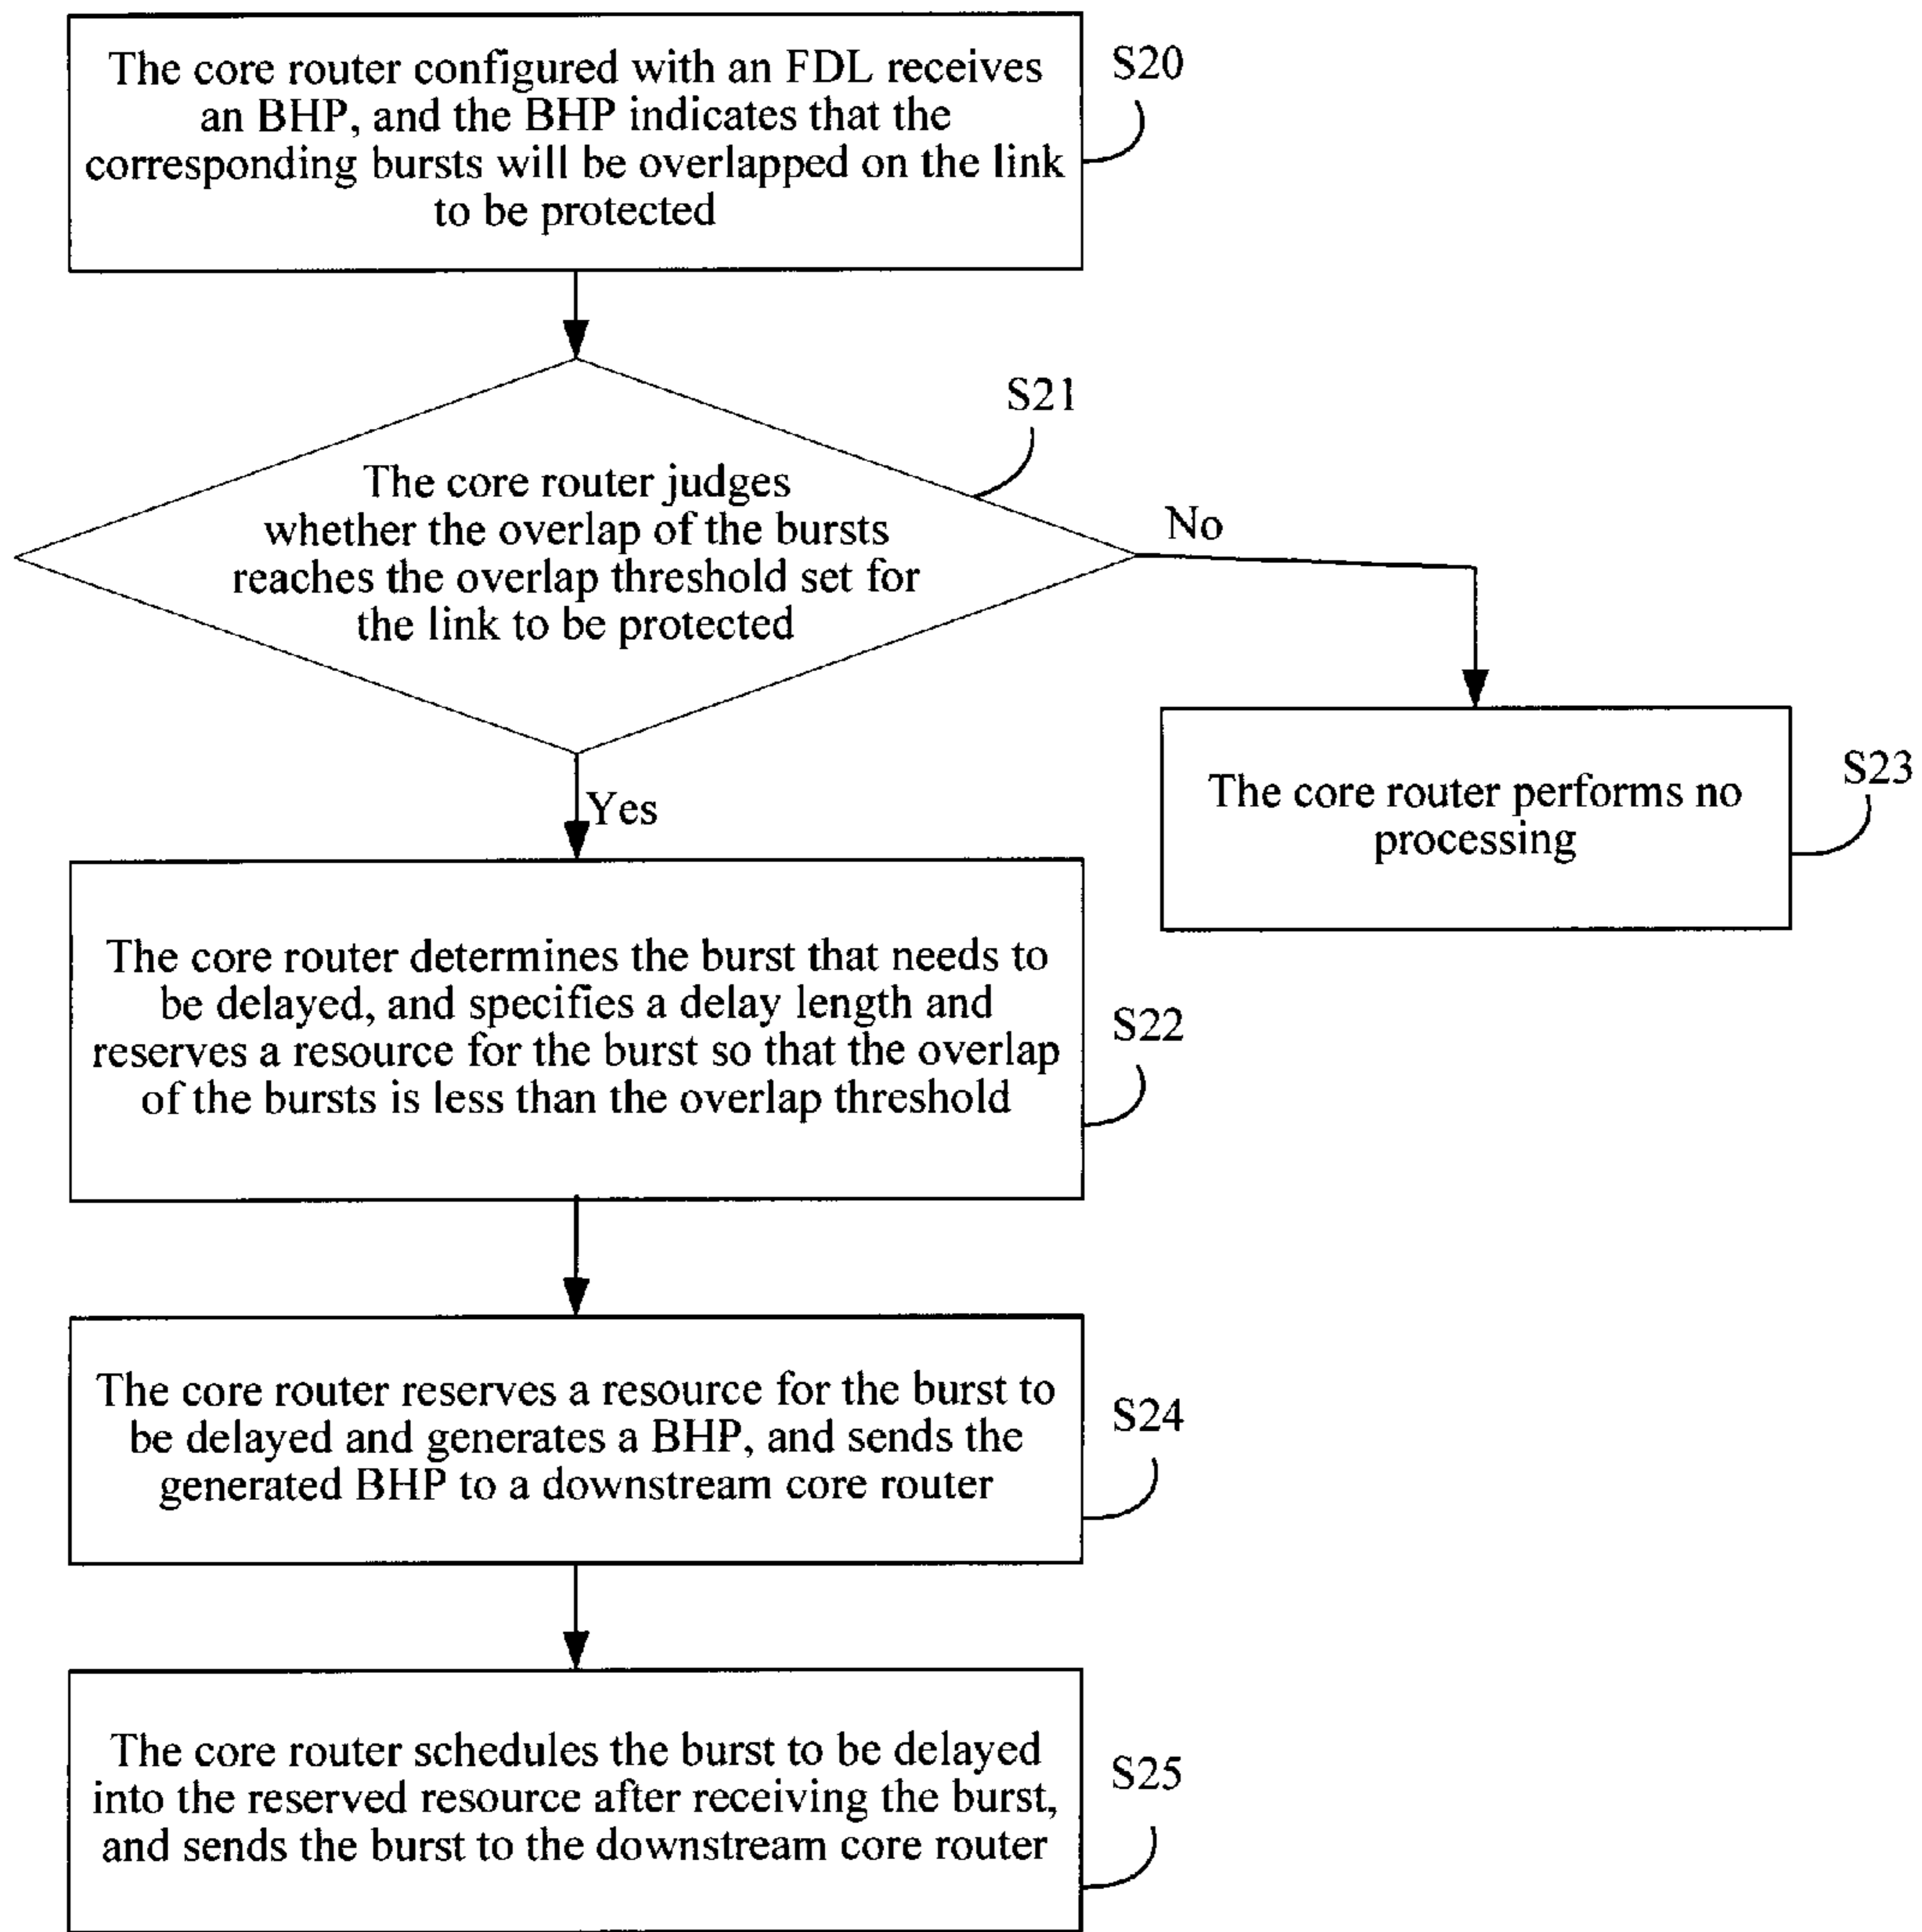 The core router configured with an FDL receives
an BHP, and the BHP indicates that the
corresponding bursts will be overlapped on the link
to be protected
S20
S21
The core router judges
whether the overlap of the bursts
reaches the overlap threshold set for
the link to be protected
No
Yes
The core router performs no
processing
S23
The core router determines the burst that needs to
be delayed, and specifies a delay length and
reserves a resource for the burst so that the overlap
of the bursts is less than the overlap threshold
S22
The core router reserves a resource for the burst to
be delayed and generates a BHP, and sends the
generated BHP to a downstream core router
S24
The core router schedules the burst to be delayed
into the reserved resource after receiving the burst,
and sends the burst to the downstream core router
S25